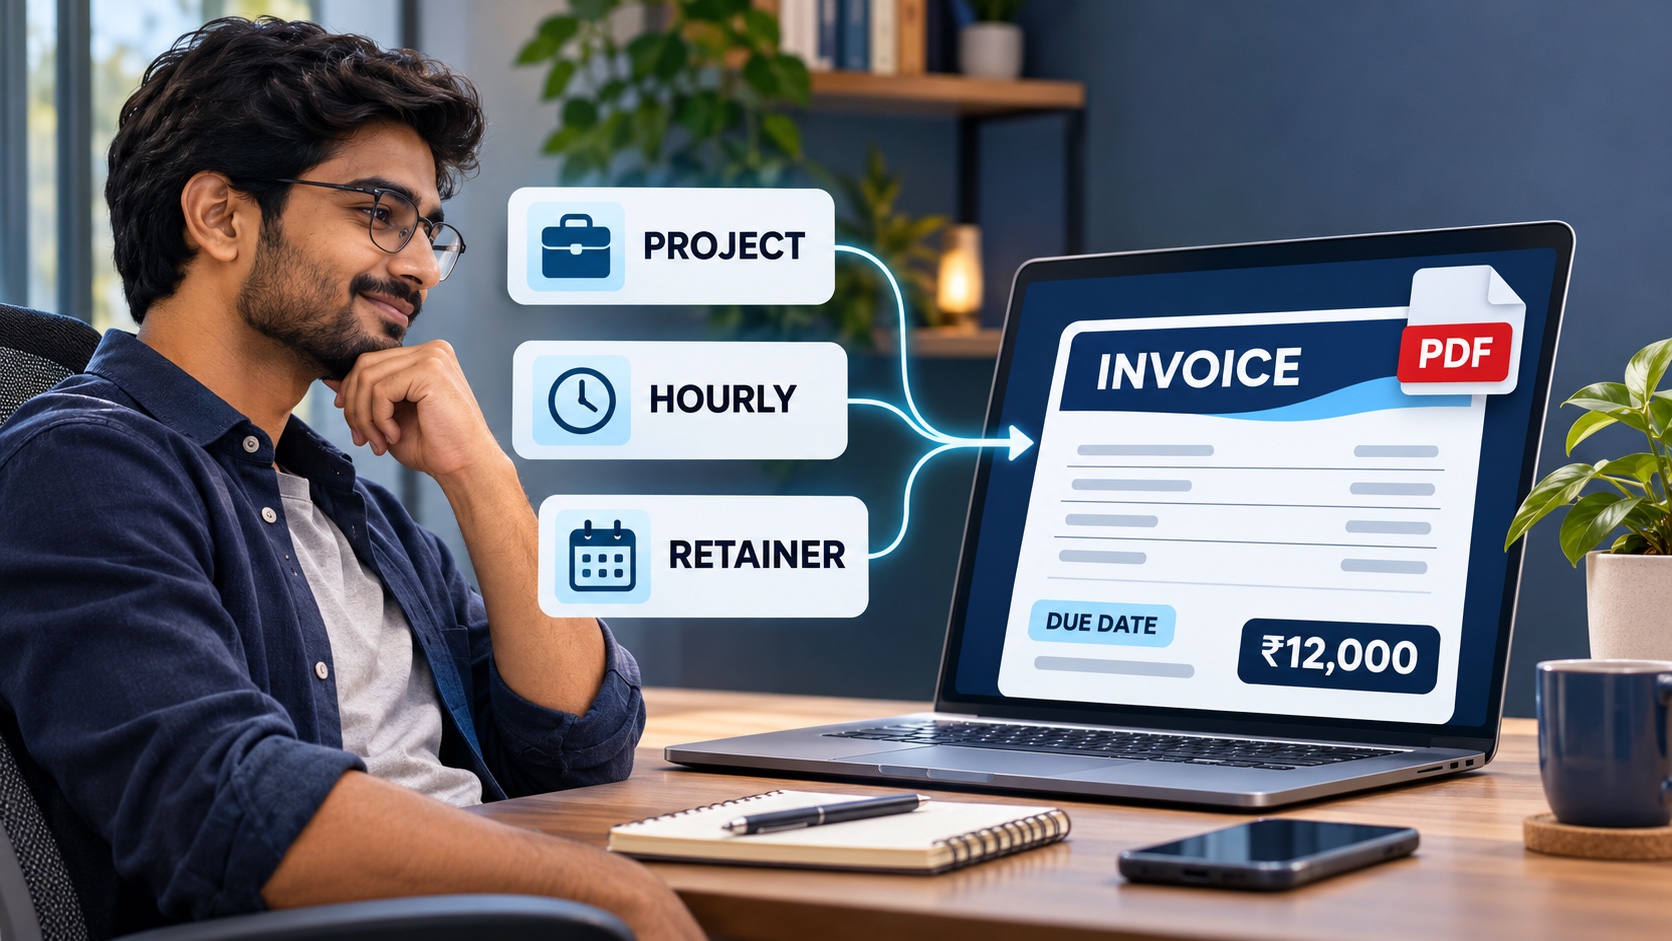 PROJECT
HOURLY
RETAINER
INVOICE
PDF
DUE DATE
₹12,000